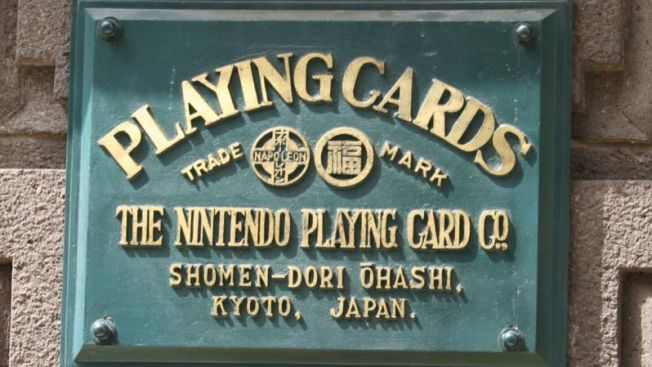 PLAYING CARDS
TRADE NAPOLEON 福 MARK
THE NINTENDO PLAYING CARD CO.,
SHOMEN-DORI ŌHASHI,
KYOTO, JAPAN.